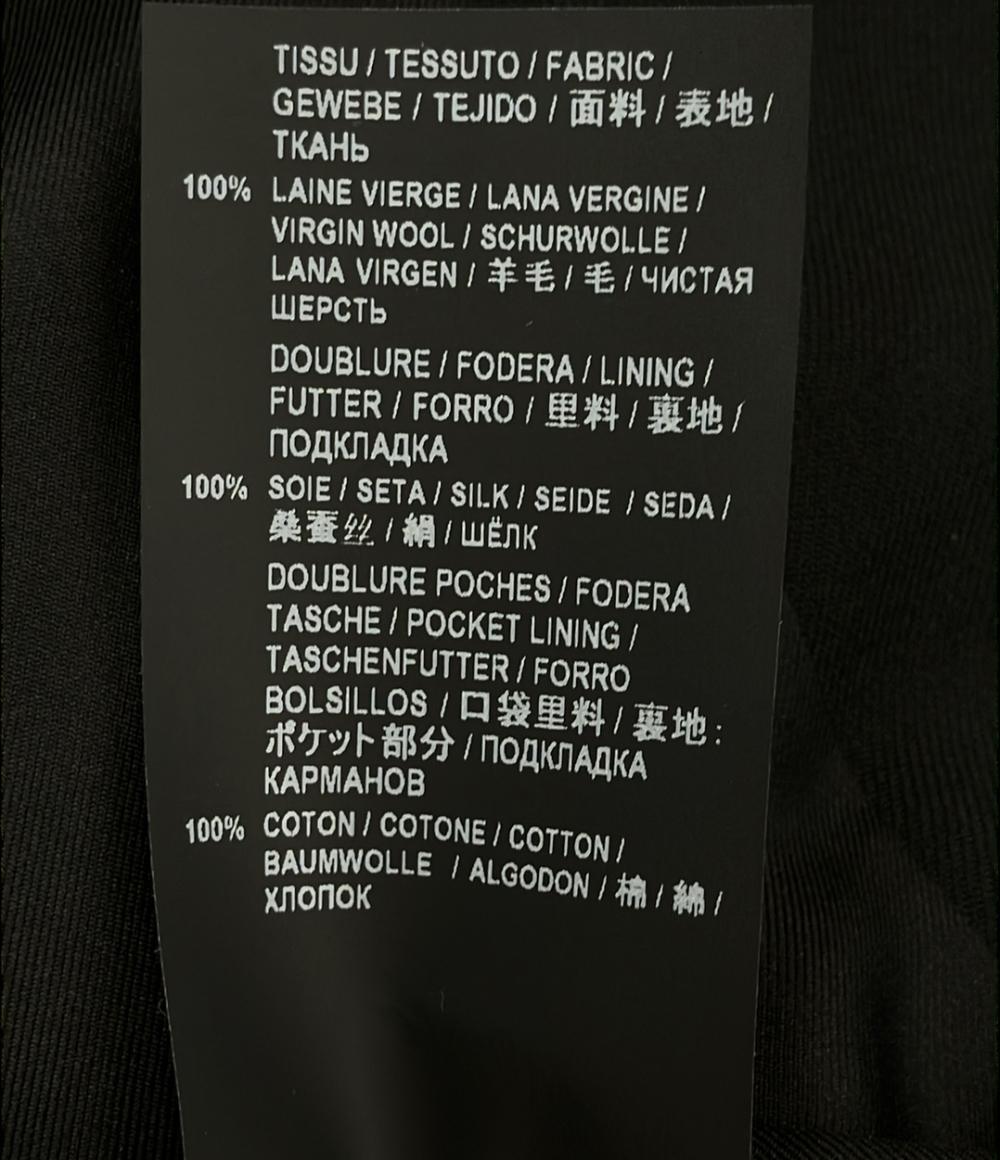 TISSU / TESSUTO / FABRIC /
GEWEBE / TEJIDO / 面料 / 表地 /
ТКАНЬ
100% LAINE VIERGE / LANA VERGINE /
VIRGIN WOOL / SCHURWOLLE /
LANA VIRGEN / 羊毛 / 毛 / ЧИСТАЯ
ШЕРСТЬ
DOUBLURE / FODERA / LINING /
FUTTER / FORRO / 里料 / 裏地 /
ПОДКЛАДКА
100% SOIE / SETA / SILK / SEIDE / SEDA /
桑蚕丝 / 絹 / ШЁЛК
DOUBLURE POCHES / FODERA
TASCHE / POCKET LINING /
TASCHENFUTTER / FORRO
BOLSILLOS / 口袋里料 / 裏地:
ポケット部分 / ПОДКЛАДКА
КАРМАНОВ
100% COTON / COTONE / COTTON /
BAUMWOLLE / ALGODON / 棉 / 綿 /
ХЛОПОК